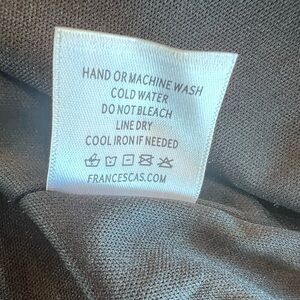 HAND OR MACHINE WASH
COLD WATER
DO NOT BLEACH
LINE DRY
COOL IRON IF NEEDED
FRANCESCAS.COM